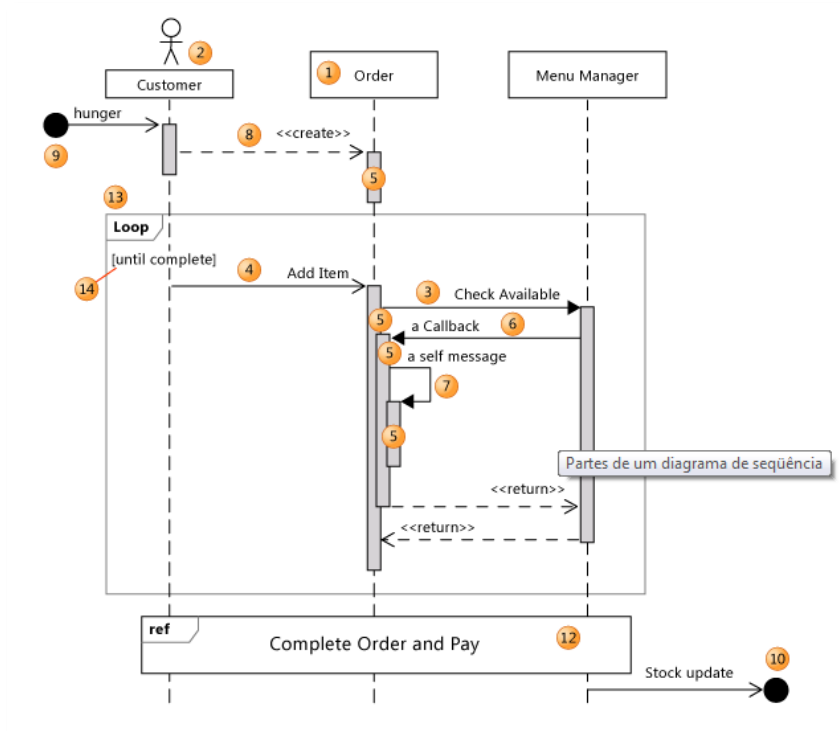 2
1
Customer
Order
Menu Manager
hunger
8
<<create>>
9
5
13
Loop
[until complete]
14
4
Add Item
3
Check Available
5
a Callback
6
5
a self message
7
5
Partes de um diagrama de seqüência
<<return>>
<<return>>
ref
Complete Order and Pay
12
10
Stock update